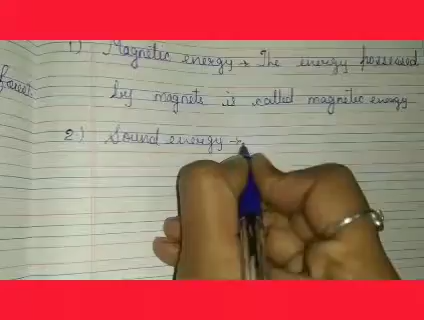 1) Magnetic energy → The energy possessed
by magnets is called magnetic energy
2) Sound energy →